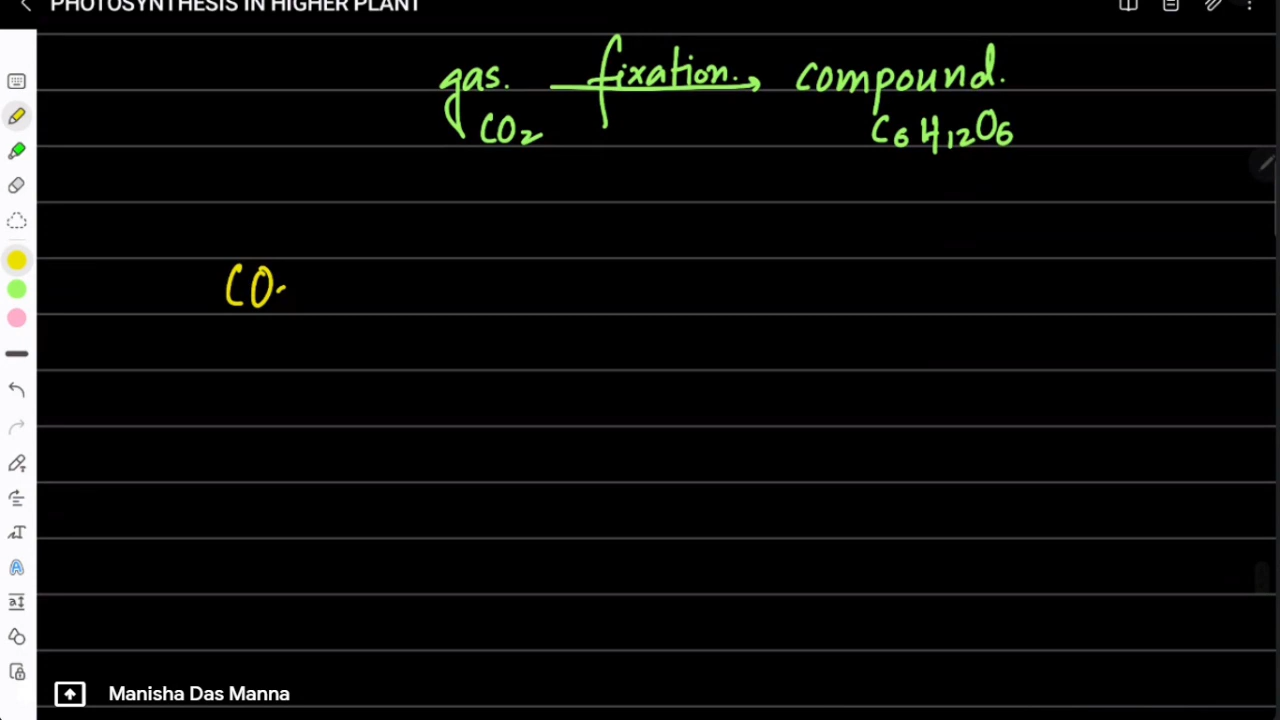 PHOTOSYNTHESIS IN HIGHER PLANT
gas. fixation. compound.
CO2 C6H12O6
CO
Manisha Das Manna